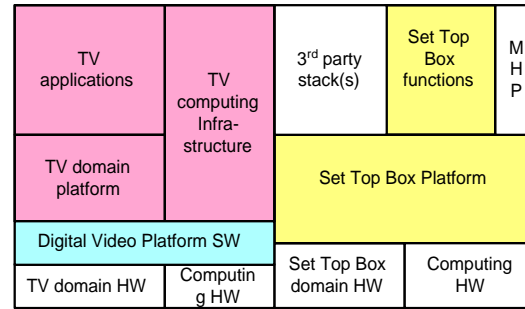 TV
applications
TV
computing
Infra-
structure
3rd party
stack(s)
Set Top
Box
functions
M
H
P
TV domain
platform
Set Top Box Platform
Digital Video Platform SW
TV domain HW
Computin
g HW
Set Top Box
domain HW
Computing
HW